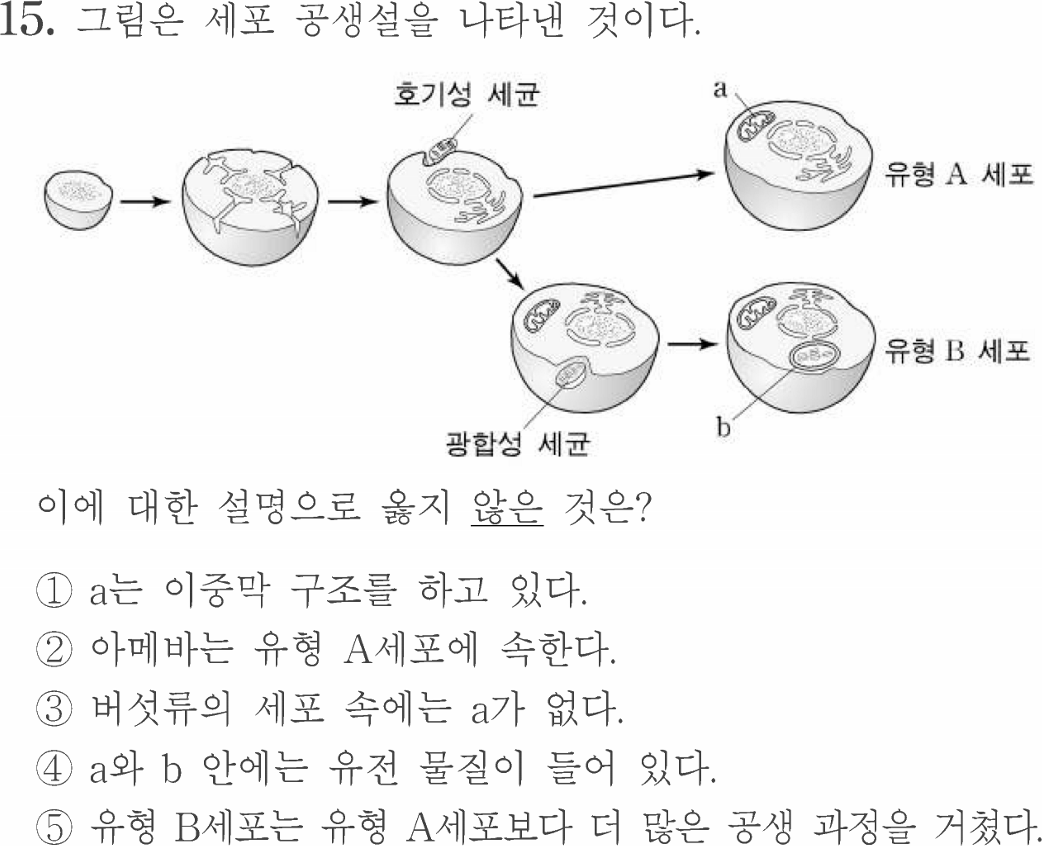 15. 그림은 세포 공생설을 나타낸 것이다.
호기성 세균
a
유형 A 세포
유형 B 세포
b
광합성 세균
이에 대한 설명으로 옳지 않은 것은?
① a는 이중막 구조를 하고 있다.
② 아메바는 유형 A세포에 속한다.
③ 버섯류의 세포 속에는 a가 없다.
④ a와 b 안에는 유전 물질이 들어 있다.
⑤ 유형 B세포는 유형 A세포보다 더 많은 공생 과정을 거쳤다.